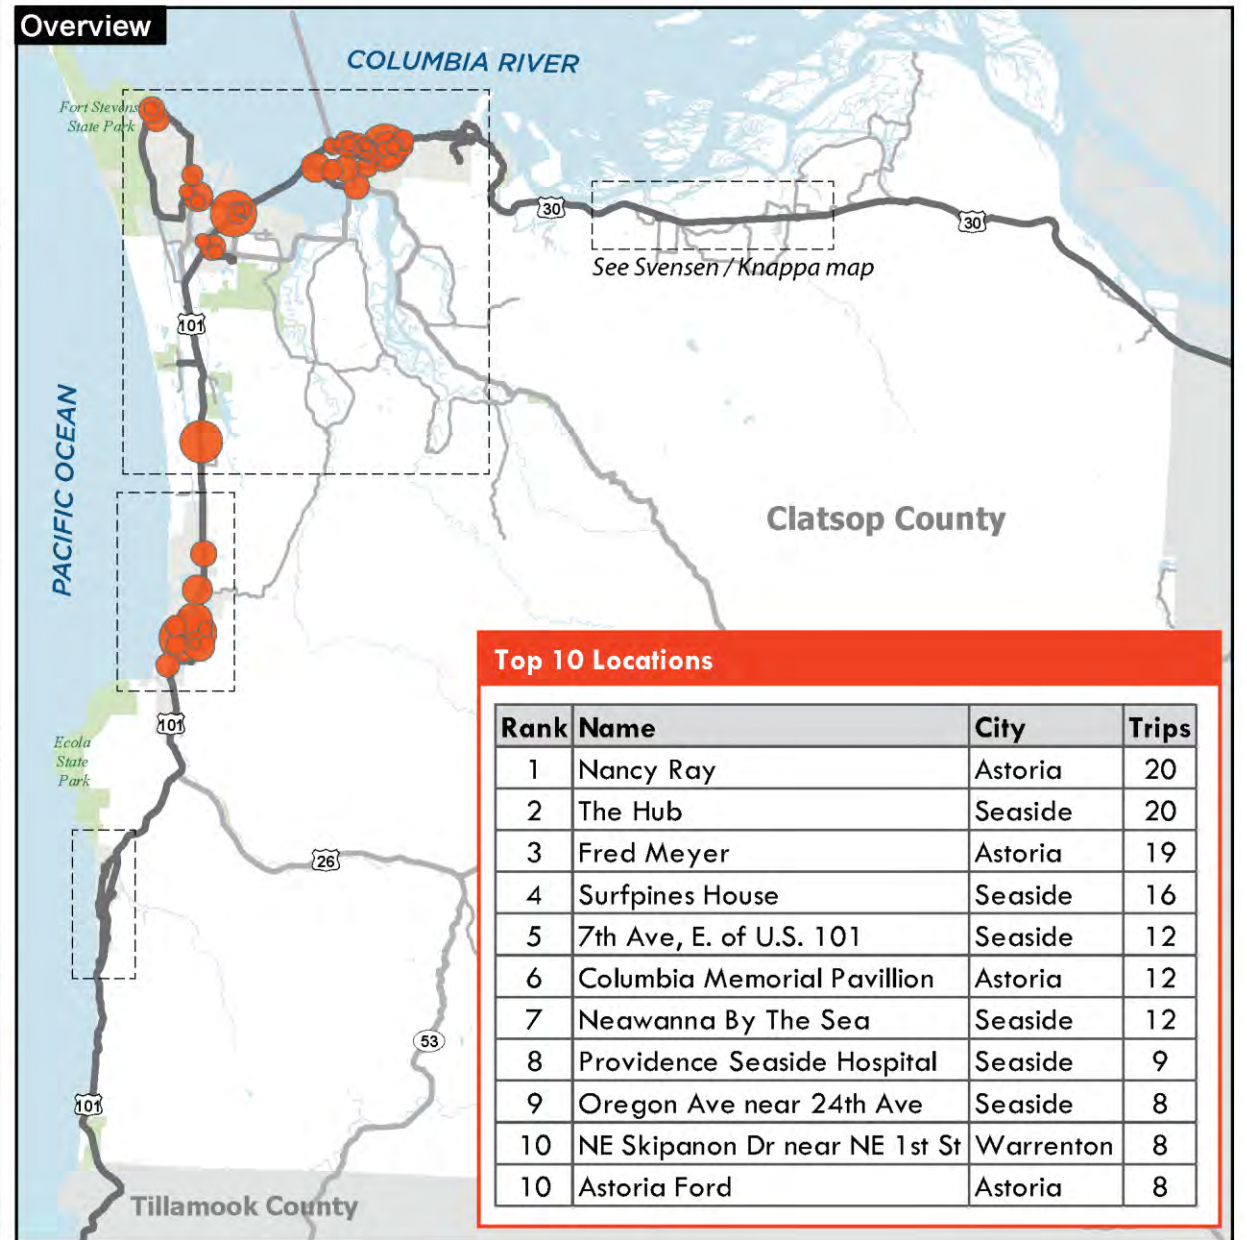 Overview
COLUMBIA RIVER
Fort Stevens
State Park
30
30
See Svensen / Knappa map
101
PACIFIC OCEAN
Clatsop County
Top 10 Locations
Rank Name City Trips
1 Nancy Ray Astoria 20
2 The Hub Seaside 20
3 Fred Meyer Astoria 19
4 Surfpines House Seaside 16
5 7th Ave, E. of U.S. 101 Seaside 12
6 Columbia Memorial Pavillion Astoria 12
7 Neawanna By The Sea Seaside 12
8 Providence Seaside Hospital Seaside 9
9 Oregon Ave near 24th Ave Seaside 8
10 NE Skipanon Dr near NE 1st St Warrenton 8
10 Astoria Ford Astoria 8
101
Ecola
State
Park
26
53
101
Tillamook County